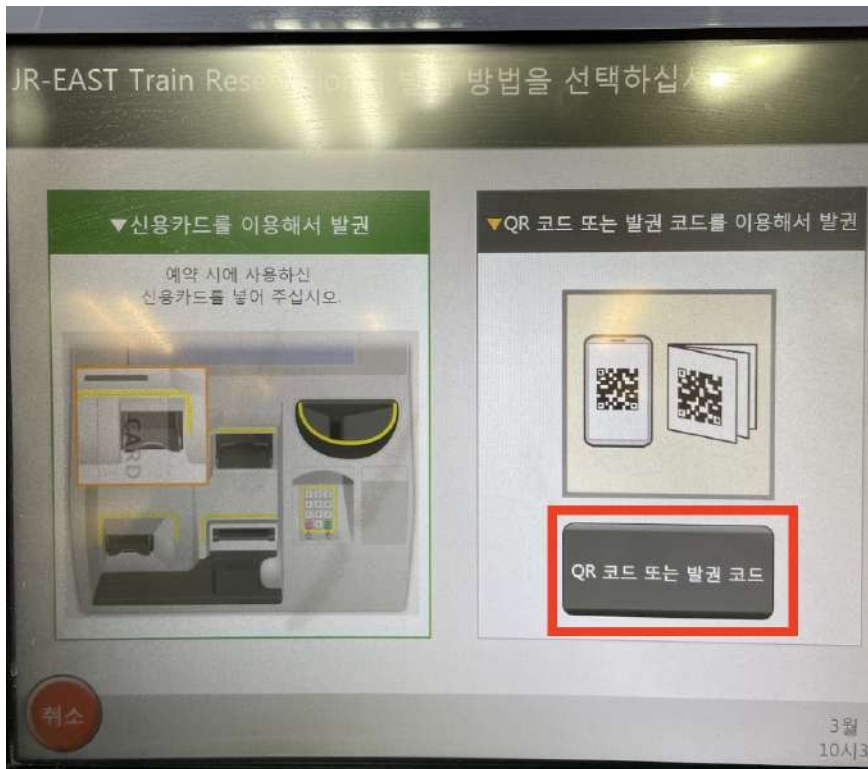 JR-EAST Train Res 방법을 선택하십시
▼신용카드를 이용해서 발권
예약 시에 사용하신
신용카드를 넣어 주십시오.
CARD
▼QR 코드 또는 발권 코드를 이용해서 발권
QR 코드 또는 발권 코드
취소
3월
10시3